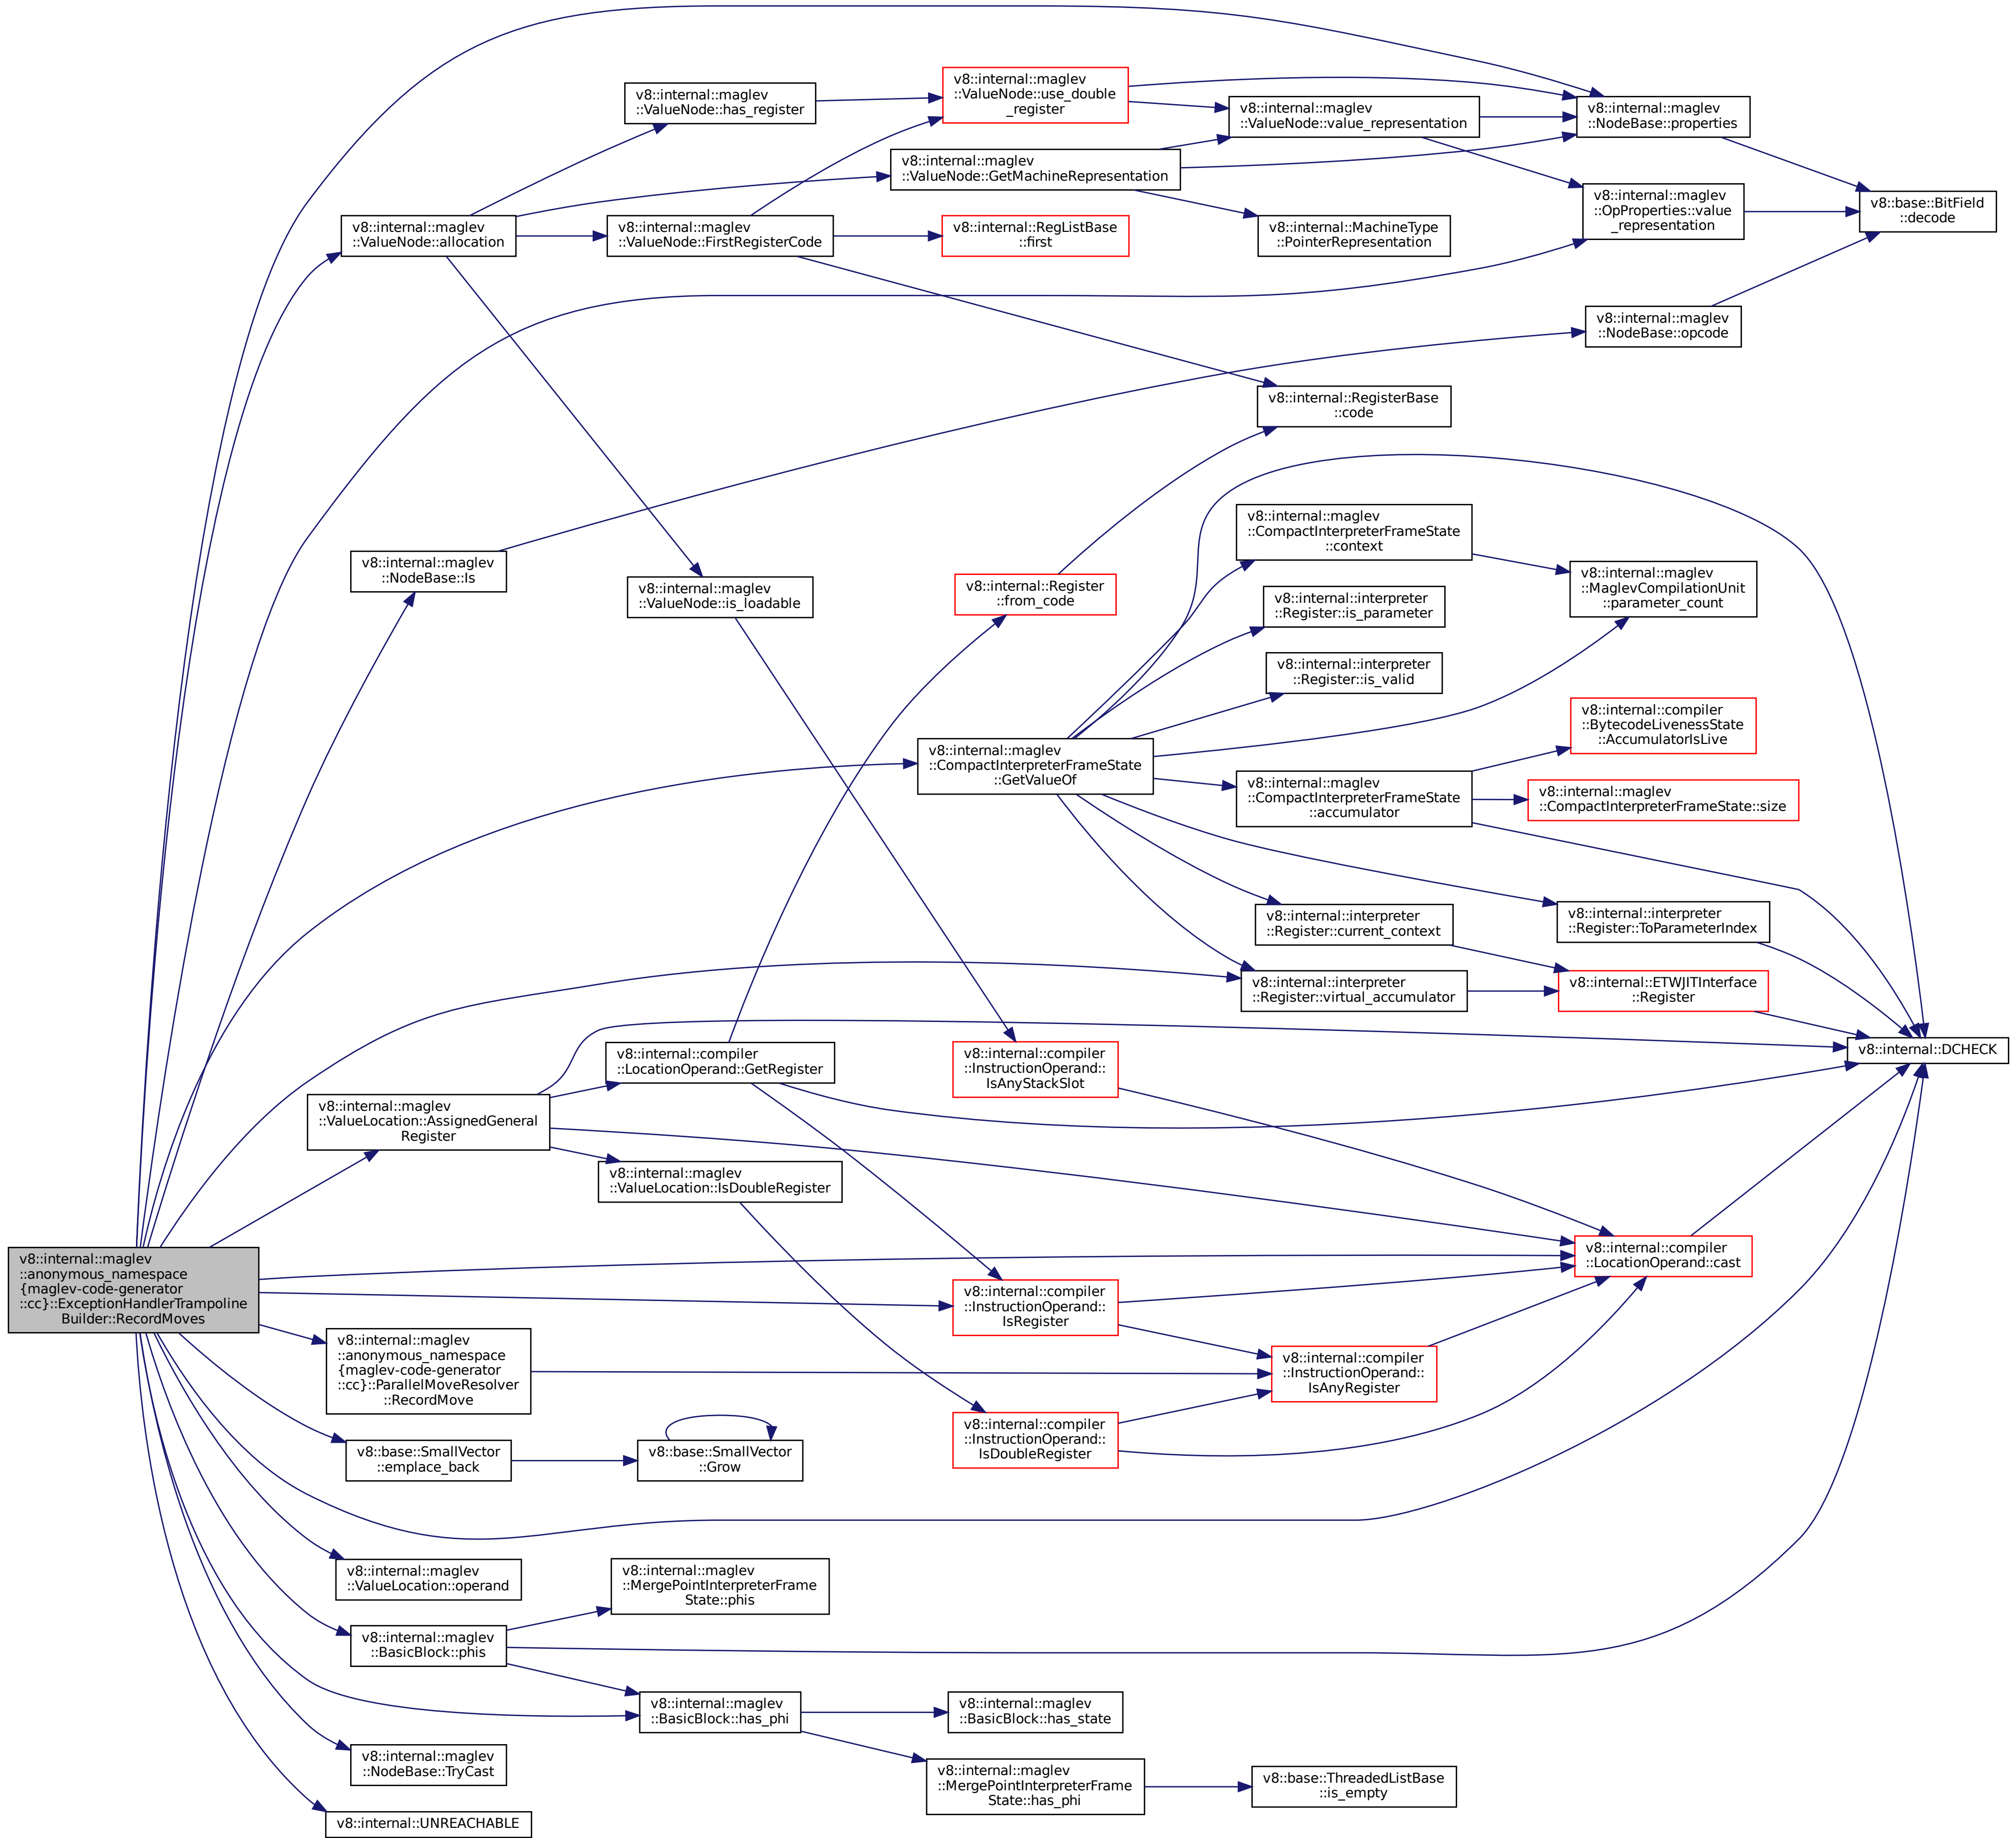 v8::internal::maglev
::ValueNode::has_register
v8::internal::maglev
::ValueNode::use_double
_register
v8::internal::maglev
::ValueNode::value_representation
v8::internal::maglev
::NodeBase::properties
v8::internal::maglev
::ValueNode::GetMachineRepresentation
v8::internal::maglev
::OpProperties::value
_representation
v8::base::BitField
::decode
v8::internal::maglev
::ValueNode::allocation
v8::internal::maglev
::ValueNode::FirstRegisterCode
v8::internal::RegListBase
::first
v8::internal::MachineType
::PointerRepresentation
v8::internal::maglev
::NodeBase::opcode
v8::internal::RegisterBase
::code
v8::internal::maglev
::CompactInterpreterFrameState
::context
v8::internal::maglev
::NodeBase::Is
v8::internal::maglev
::ValueNode::is_loadable
v8::internal::Register
::from_code
v8::internal::interpreter
::Register::is_parameter
v8::internal::maglev
::MaglevCompilationUnit
::parameter_count
v8::internal::interpreter
::Register::is_valid
v8::internal::compiler
::BytecodeLivenessState
::AccumulatorIsLive
v8::internal::maglev
::CompactInterpreterFrameState
::GetValueOf
v8::internal::maglev
::CompactInterpreterFrameState
::accumulator
v8::internal::maglev
::CompactInterpreterFrameState::size
v8::internal::interpreter
::Register::current_context
v8::internal::interpreter
::Register::ToParameterIndex
v8::internal::interpreter
::Register::virtual_accumulator
v8::internal::ETWJITInterface
::Register
v8::internal::DCHECK
v8::internal::compiler
::LocationOperand::GetRegister
v8::internal::compiler
::InstructionOperand::
IsAnyStackSlot
v8::internal::maglev
::ValueLocation::AssignedGeneral
Register
v8::internal::maglev
::ValueLocation::IsDoubleRegister
v8::internal::compiler
::LocationOperand::cast
v8::internal::maglev
::anonymous_namespace
{maglev-code-generator
::cc}::ExceptionHandlerTrampoline
Builder::RecordMoves
v8::internal::compiler
::InstructionOperand::
IsRegister
v8::internal::maglev
::anonymous_namespace
{maglev-code-generator
::cc}::ParallelMoveResolver
::RecordMove
v8::internal::compiler
::InstructionOperand::
IsAnyRegister
v8::internal::compiler
::InstructionOperand::
IsDoubleRegister
v8::base::SmallVector
::emplace_back
v8::base::SmallVector
::Grow
v8::internal::maglev
::ValueLocation::operand
v8::internal::maglev
::MergePointInterpreterFrame
State::phis
v8::internal::maglev
::BasicBlock::phis
v8::internal::maglev
::BasicBlock::has_phi
v8::internal::maglev
::BasicBlock::has_state
v8::internal::maglev
::NodeBase::TryCast
v8::internal::maglev
::MergePointInterpreterFrame
State::has_phi
v8::base::ThreadedListBase
::is_empty
v8::internal::UNREACHABLE